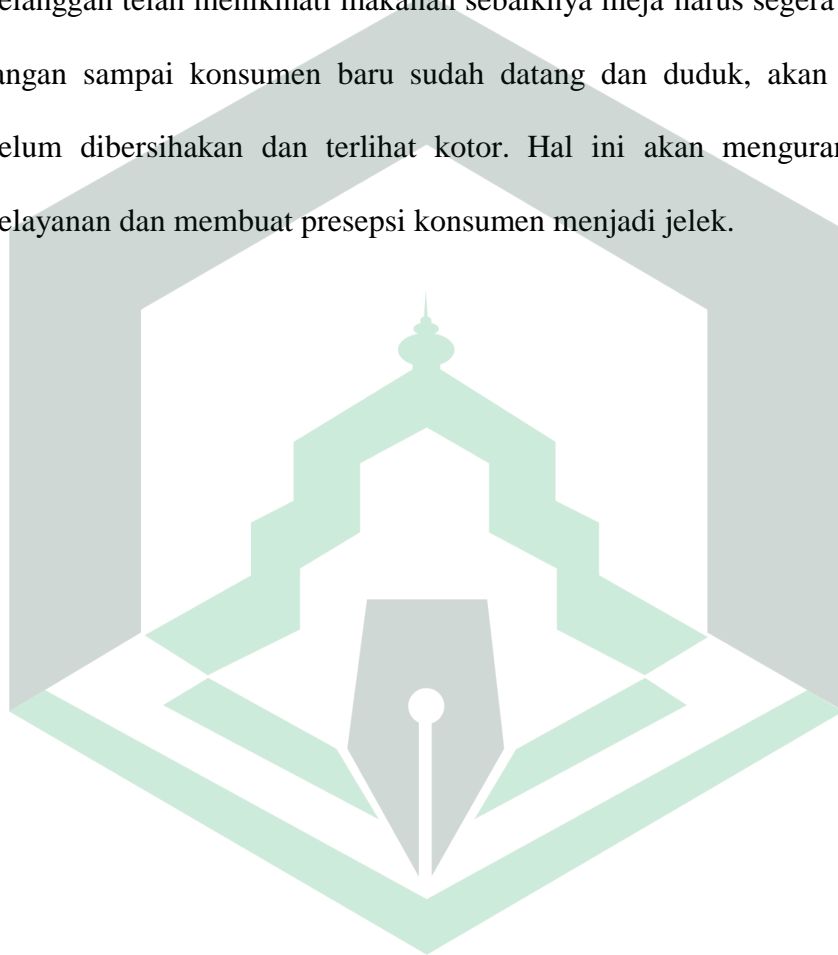 elanggan telah menikmati makanan sebaiknya meja harus segera
angan sampai konsumen baru sudah datang dan duduk, akan
elum dibersihakan dan terlihat kotor. Hal ini akan mengurar
elayanan dan membuat presepsi konsumen menjadi jelek.